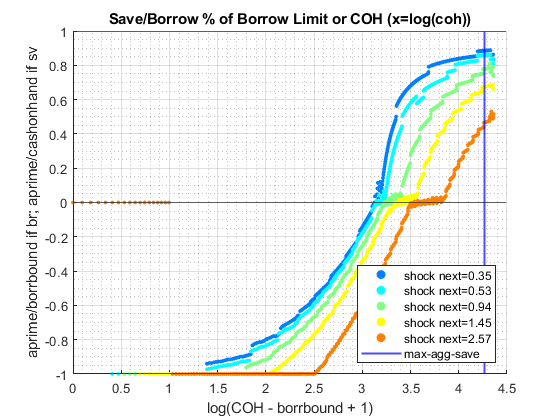 Save/Borrow % of Borrow Limit or COH (x=log(coh))
aprime/borrbound if br; aprime/cashonhand if sv
1
0.8
0.6
0.4
0.2
0
-0.2
-0.4
-0.6
-0.8
-1
shock next=0.35
shock next=0.53
shock next=0.94
shock next=1.45
shock next=2.57
max-agg-save
0 0.5 1 1.5 2 2.5 3 3.5 4 4.5
log(COH - borrbound + 1)